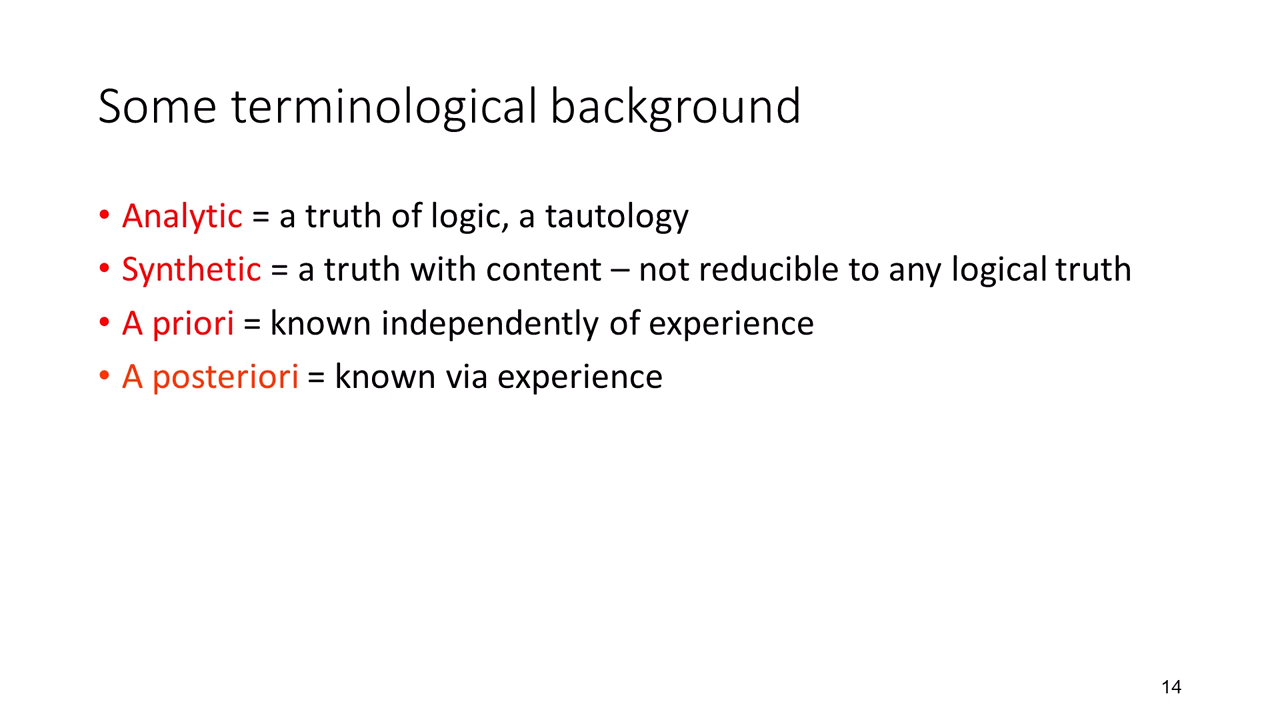 Some terminological background
• Analytic = a truth of logic, a tautology
• Synthetic = a truth with content – not reducible to any logical truth
• A priori = known independently of experience
• A posteriori = known via experience
14